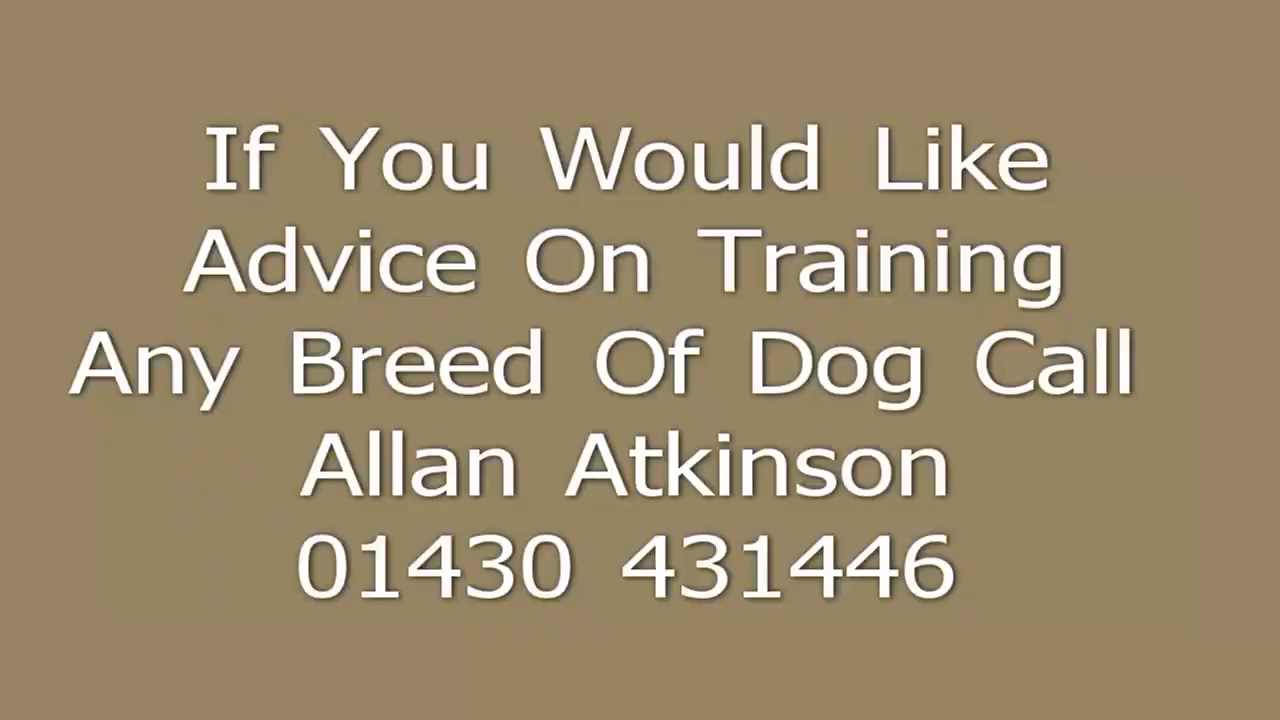 If You Would Like
Advice On Training
Any Breed Of Dog Call
Allan Atkinson
01430 431446